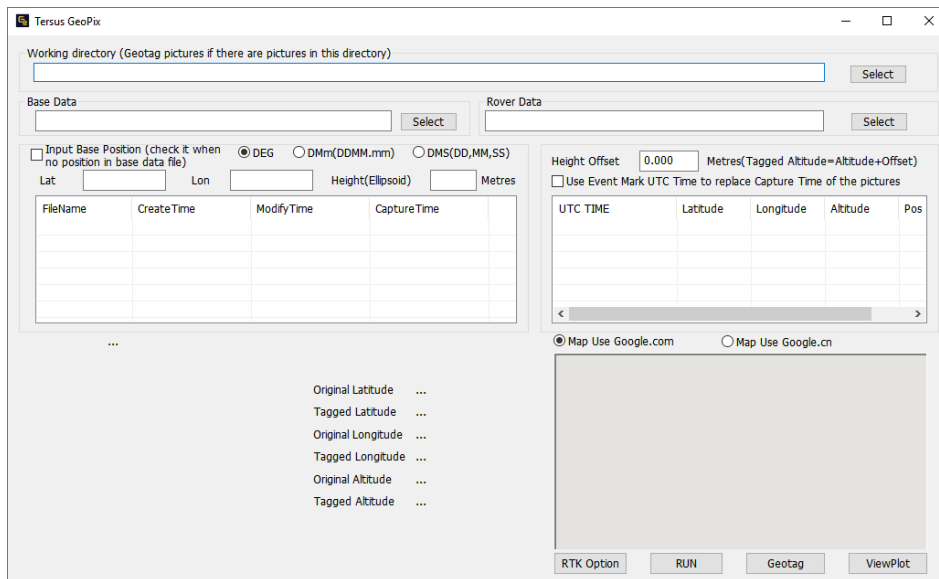 Tersus GeoPix
Working directory (Geotag pictures if there are pictures in this directory)
Select
Base Data
Select
Rover Data
Select
Input Base Position (check it when
no position in base data file)
DEG
DMm(DDMM.mm)
DMS(DD,MM,SS)
Lat
Lon
Height(Ellipsoid)
Metres
FileName CreateTime ModifyTime CaptureTime
Height Offset 0.000 Metres(Tagged Altitude=Altitude+Offset)
Use Event Mark UTC Time to replace Capture Time of the pictures
UTC TIME Latitude Longitude Altitude Pos
...
Original Latitude ...
Tagged Latitude ...
Original Longitude ...
Tagged Longitude ...
Original Altitude ...
Tagged Altitude ...
Map Use Google.com
Map Use Google.cn
RTK Option
RUN
Geotag
ViewPlot